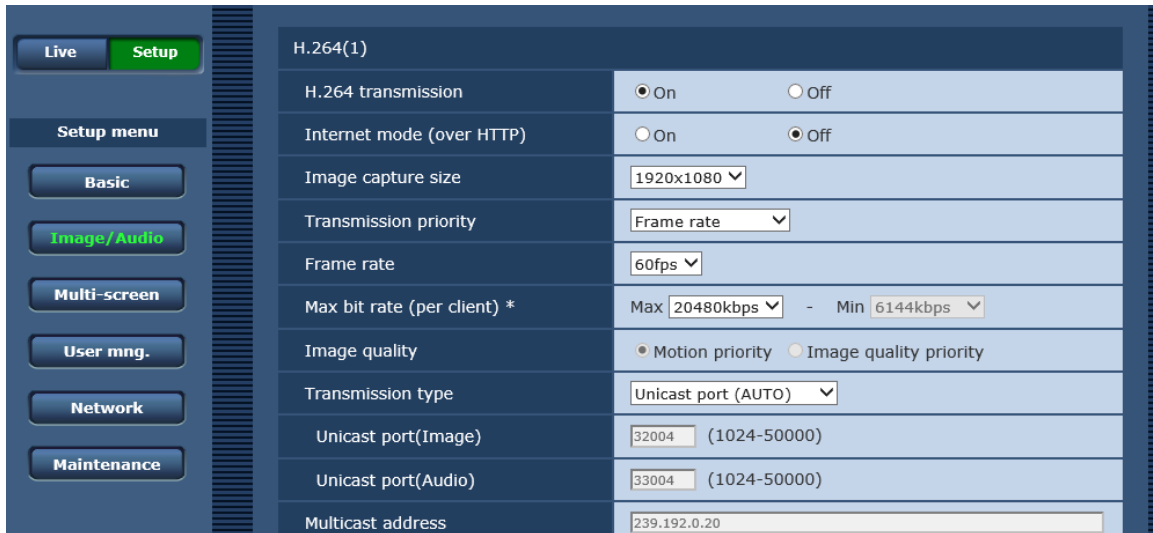 Live Setup
Setup menu
Basic
Image/Audio
Multi-screen
User mng.
Network
Maintenance
H.264(1)
H.264 transmission On Off
Internet mode (over HTTP) On Off
Image capture size 1920x1080
Transmission priority Frame rate
Frame rate 60fps
Max bit rate (per client) * Max 20480kbps - Min 6144kbps
Image quality Motion priority Image quality priority
Transmission type Unicast port (AUTO)
Unicast port(Image) 32004 (1024-50000)
Unicast port(Audio) 33004 (1024-50000)
Multicast address 239.192.0.20